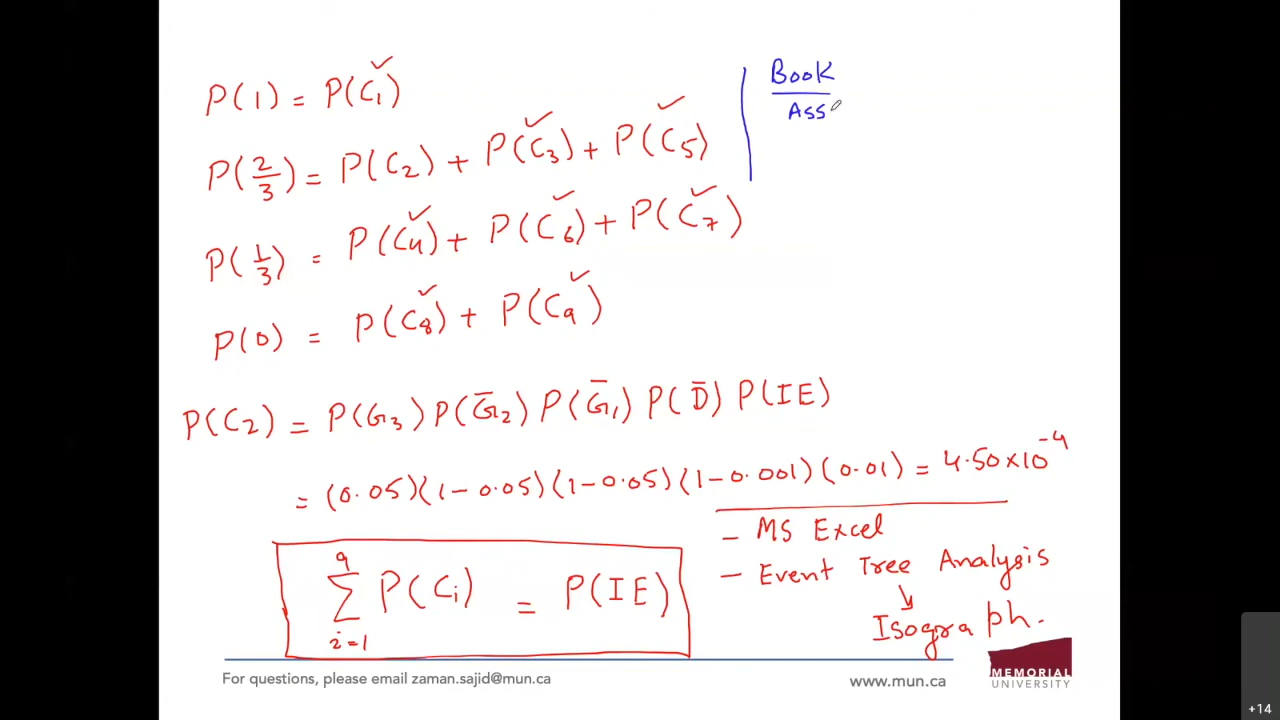 P(1) = P(C₁) ✓
P(2/3) = P(C₂) + P(C₃) ✓ + P(C₅) ✓
P(1/3) = P(C₄) ✓ + P(C₆) ✓ + P(C₇) ✓
P(0) = P(C₈) ✓ + P(C₉) ✓
Book
Ass
P(C₂) = P(G₃) P(G̅₂) P(G̅₁) P(D̅) P(IE)
= (0.05)(1-0.05)(1-0.05)(1-0.001)(0.01) = 4.50×10⁻⁴
9
∑ P(Cᵢ) = P(IE)
i=1
- MS Excel
- Event Tree Analysis
↓
Isograph.
For questions, please email zaman.sajid@mun.ca
www.mun.ca
MEMORIAL
UNIVERSITY
+14